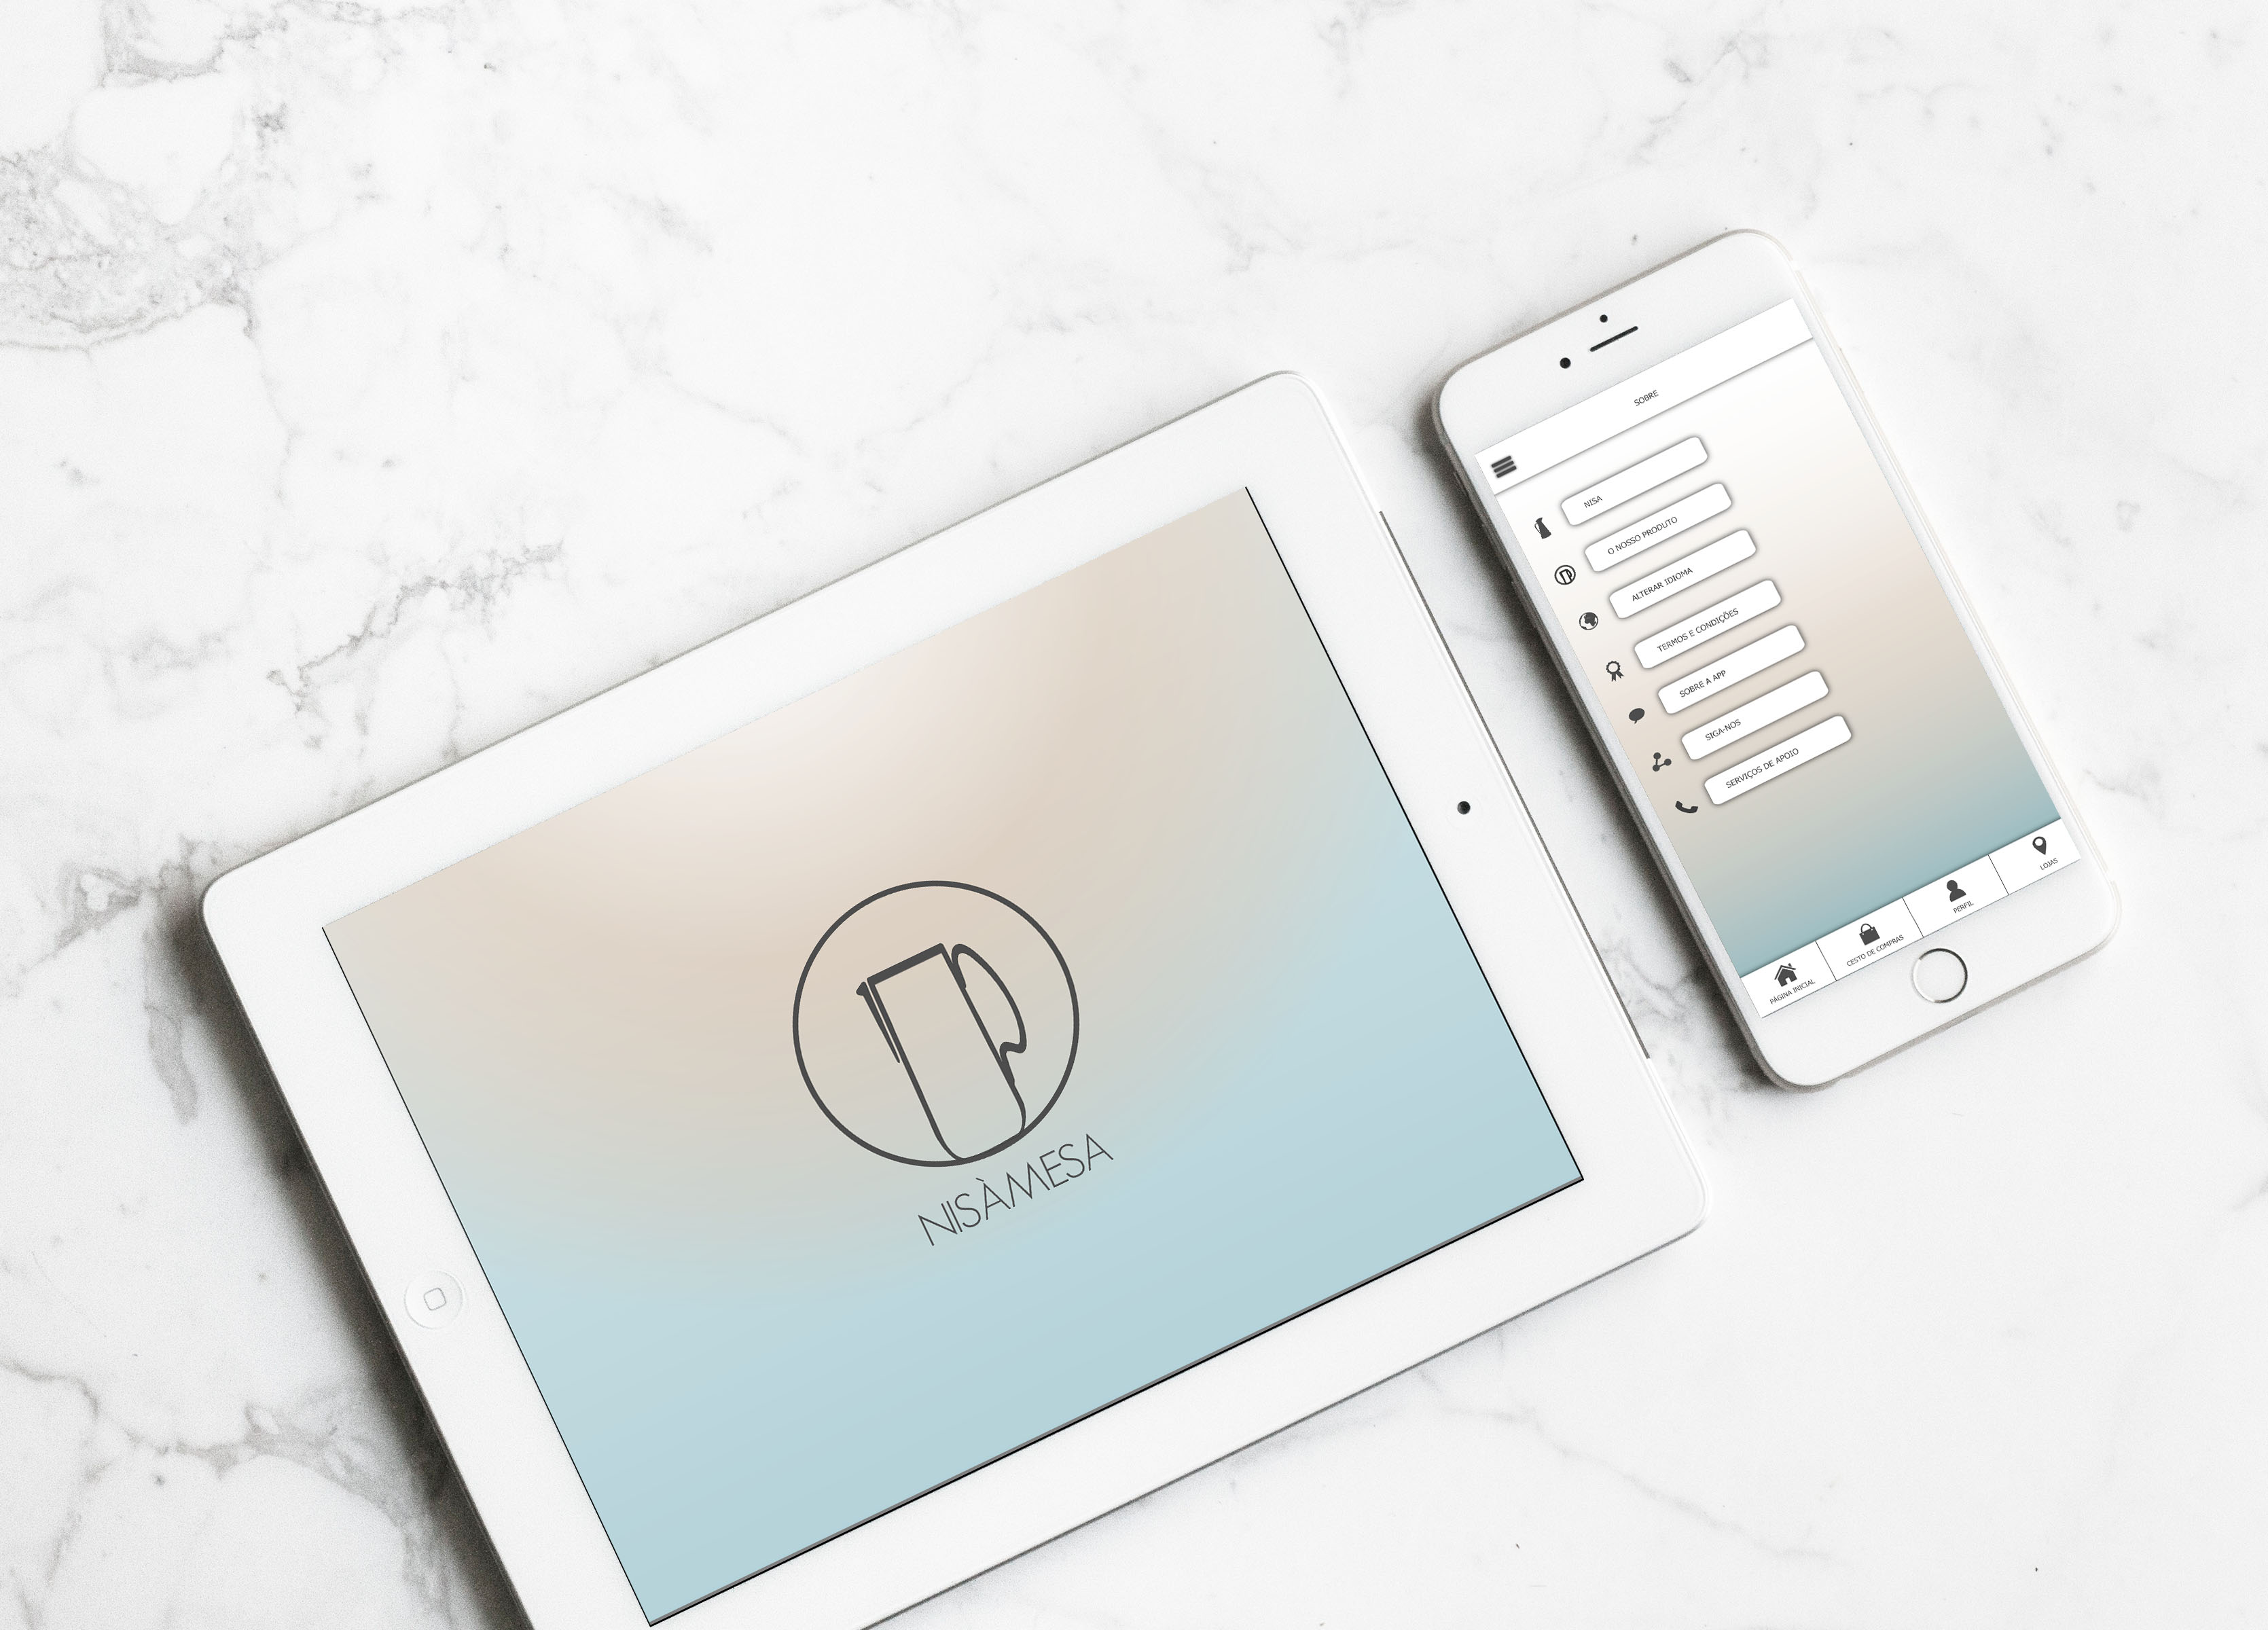 NISÀMESA
SOBRE
NISA
O NOSSO PRODUTO
ALTERAR IDIOMA
TERMOS E CONDIÇÕES
SOBRE A APP
SIGA-NOS
SERVIÇOS DE APOIO
PÁGINA INICIAL
CESTO DE COMPRAS
PERFIL
LOJAS